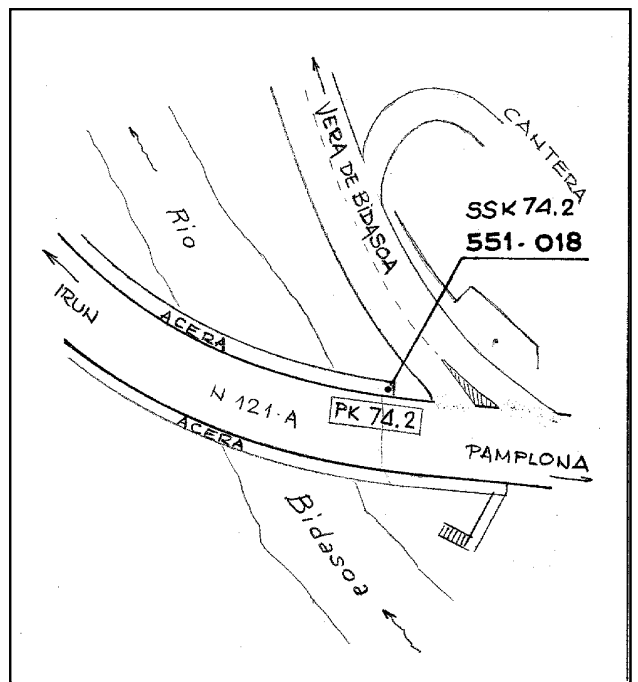 VERA DE BIDASOA
CANTERA
Rio
SSK 74.2
551-018
IRUN
ACERA
N 121-A
PK 74.2
ACERA
PAMPLONA
Bidasoa